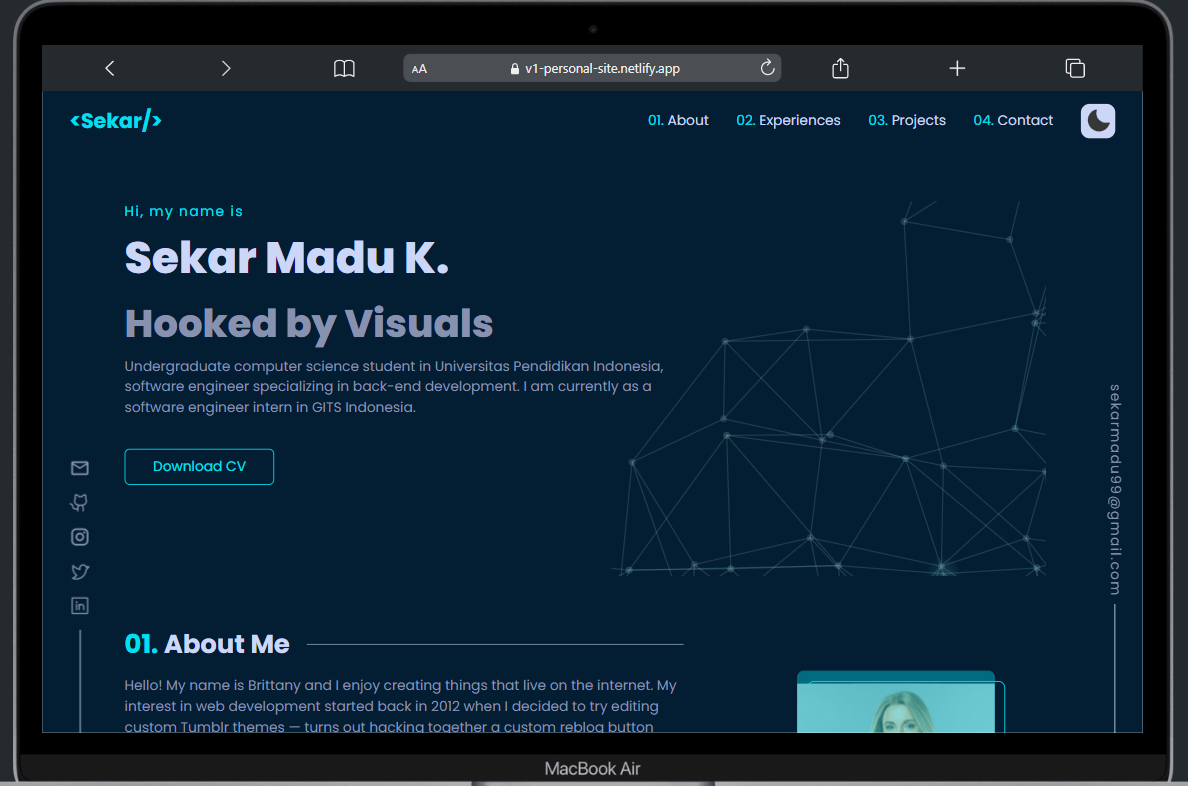 AA
v1-personal-site.netlify.app
<Sekar/>
01. About
02. Experiences
03. Projects
04. Contact
Hi, my name is
Sekar Madu K.
Hooked by Visuals
Undergraduate computer science student in Universitas Pendidikan Indonesia,
software engineer specializing in back-end development. I am currently as a
software engineer intern in GITS Indonesia.
Download CV
sekarmadu99@gmail.com
in
01. About Me
Hello! My name is Brittany and I enjoy creating things that live on the internet. My
interest in web development started back in 2012 when I decided to try editing
custom Tumblr themes — turns out hacking together a custom reblog button
MacBook Air